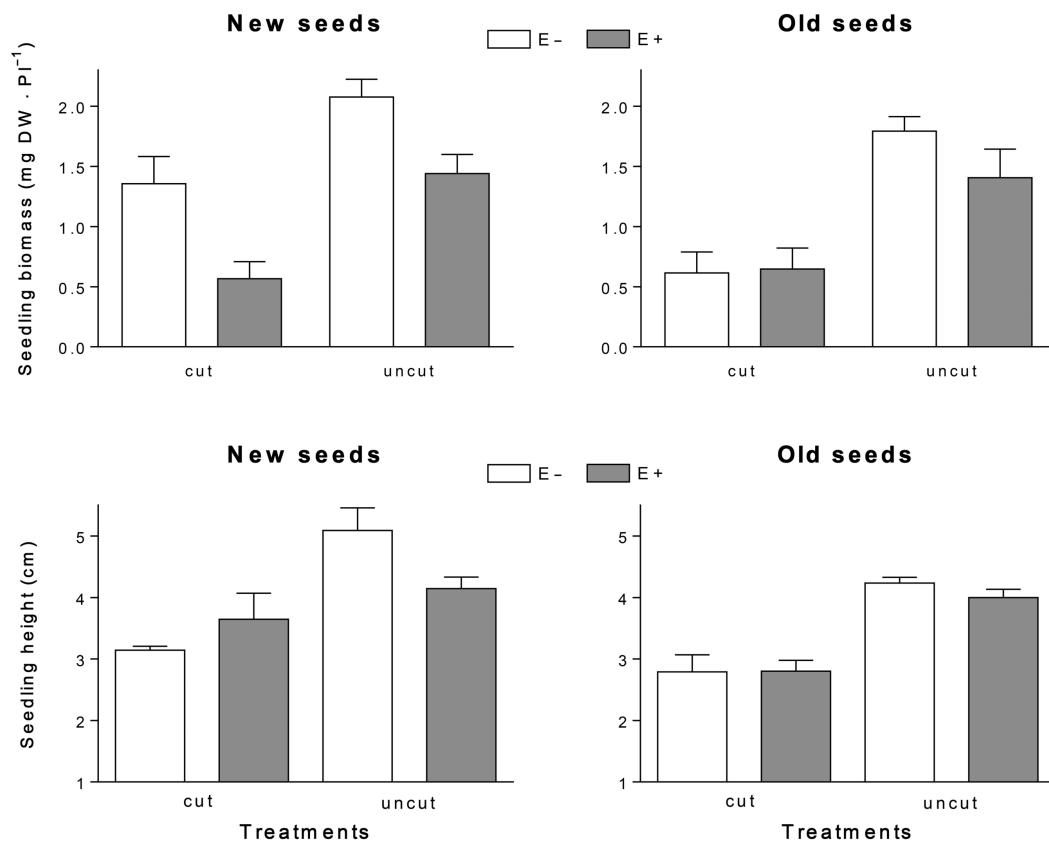 New seeds
E –
E +
Old seeds
Seedling biomass (mg DW · Pl⁻¹)
2.0
1.5
1.0
0.5
0.0
cut
uncut
2.0
1.5
1.0
0.5
0.0
cut
uncut
New seeds
E –
E +
Old seeds
Seedling height (cm)
5
4
3
2
1
cut
uncut
Treatments
5
4
3
2
1
cut
uncut
Treatments